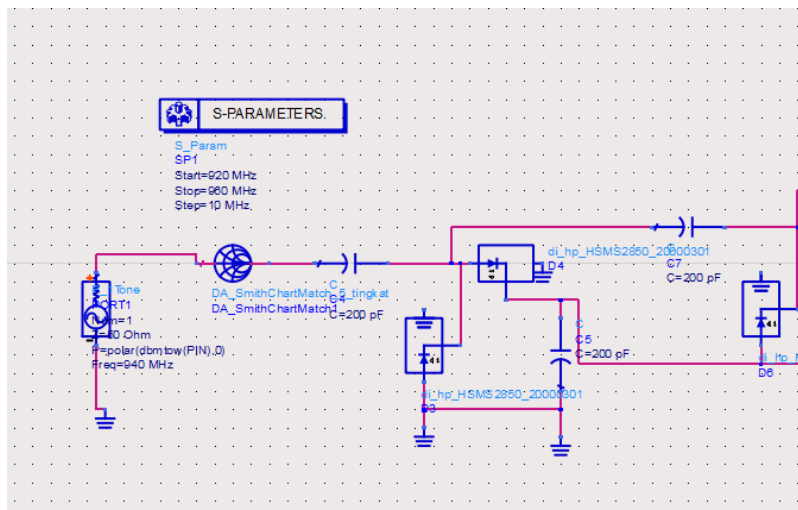 S-PARAMETERS
S_Param
SP1
Start=920 MHz
Stop=960 MHz
Step=10 MHz
Tone
PORT1
Num=1
P=polar(dbmtow(PIN),0)
Freq=940 MHz
DA_SmithChartMatch_5_tingkat
DA_SmithChartMatch1
C
C4
C=200 pF
di_hp_HSMS2850_20000301
D4
C
C7
C=200 pF
C
C5
C=200 pF
di_hp_HSMS2850_20000301
D3
D6